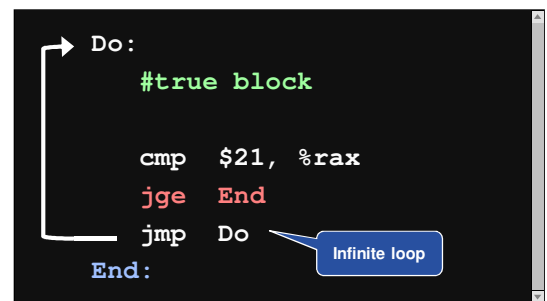 Do:
#true block
cmp $21, %rax
jge End
jmp Do
Infinite loop
End: